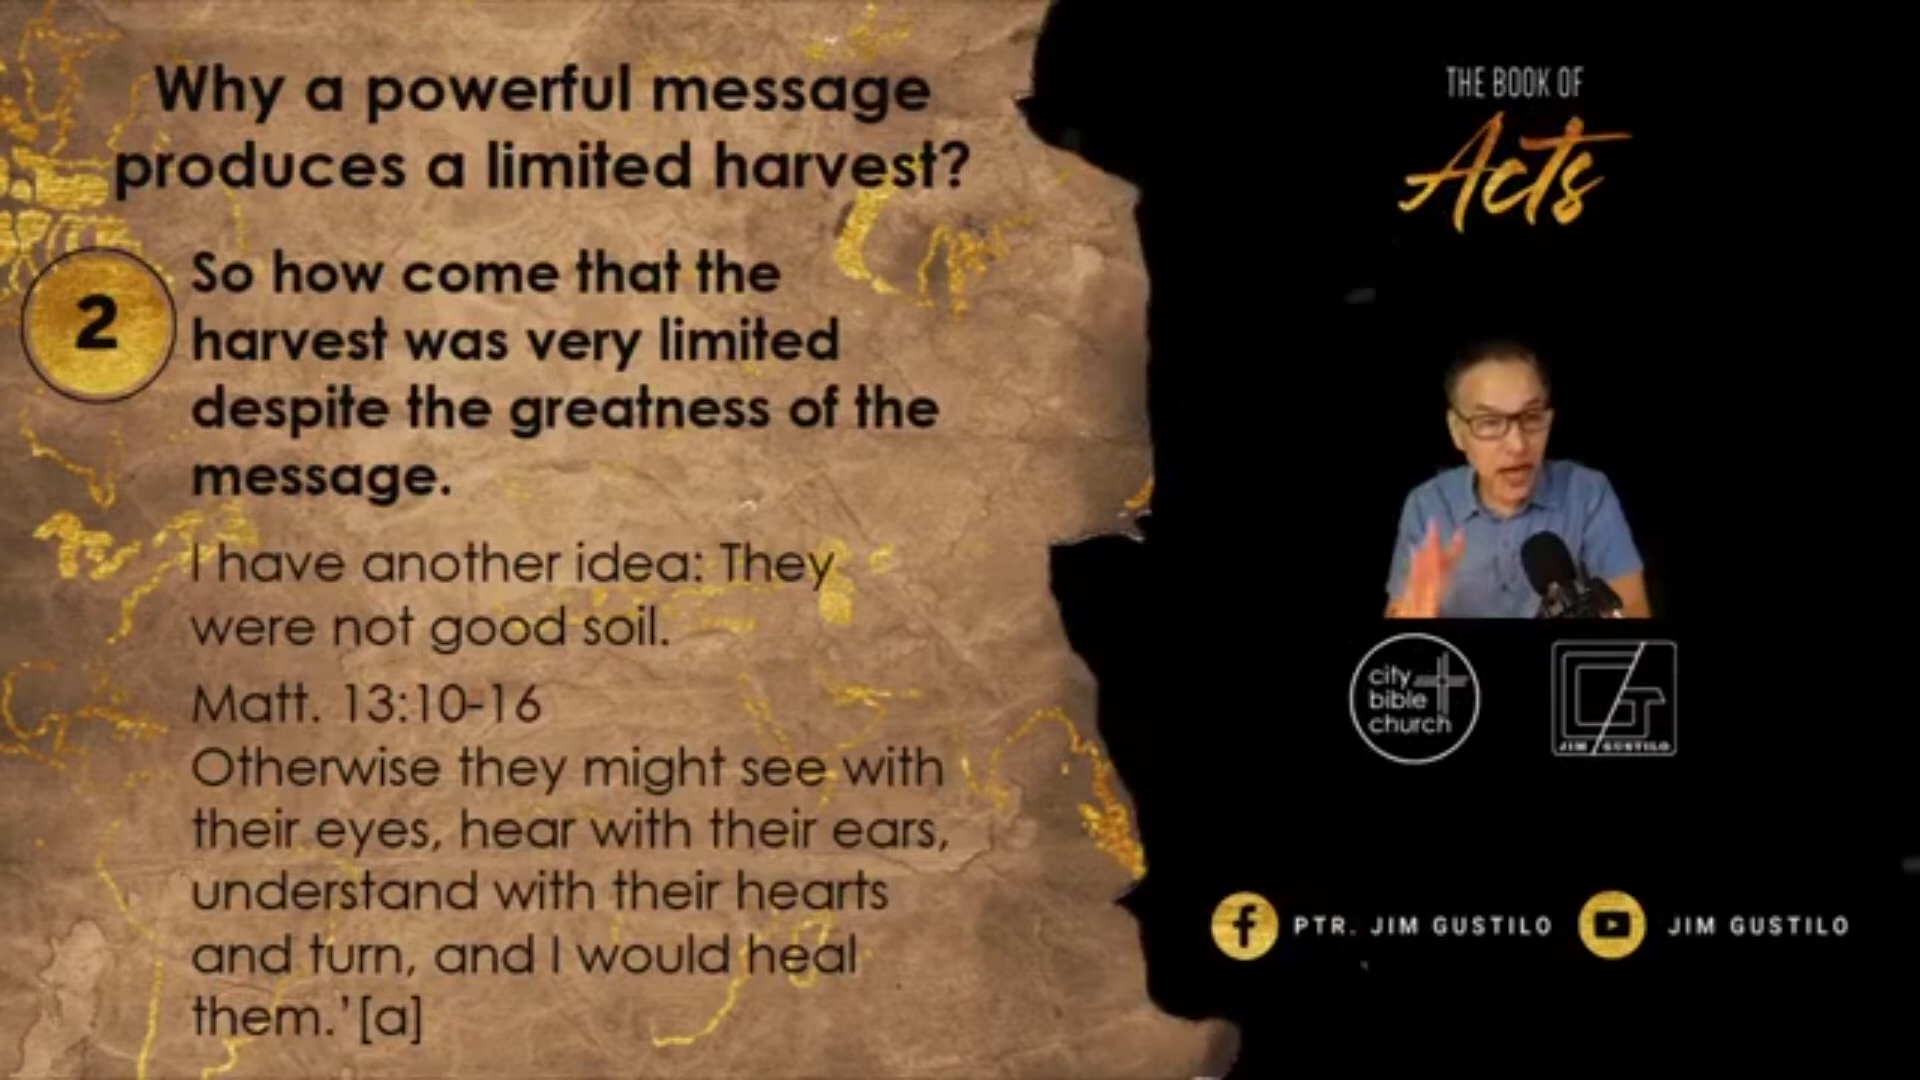 Why a powerful message
produces a limited harvest?
2
So how come that the
harvest was very limited
despite the greatness of the
message.
I have another idea: They
were not good soil.
Matt. 13:10-16
Otherwise they might see with
their eyes, hear with their ears,
understand with their hearts
and turn, and I would heal
them.'[a]
THE BOOK OF
Acts
city
bible
church
JIM GUSTILO
PTR. JIM GUSTILO
JIM GUSTILO